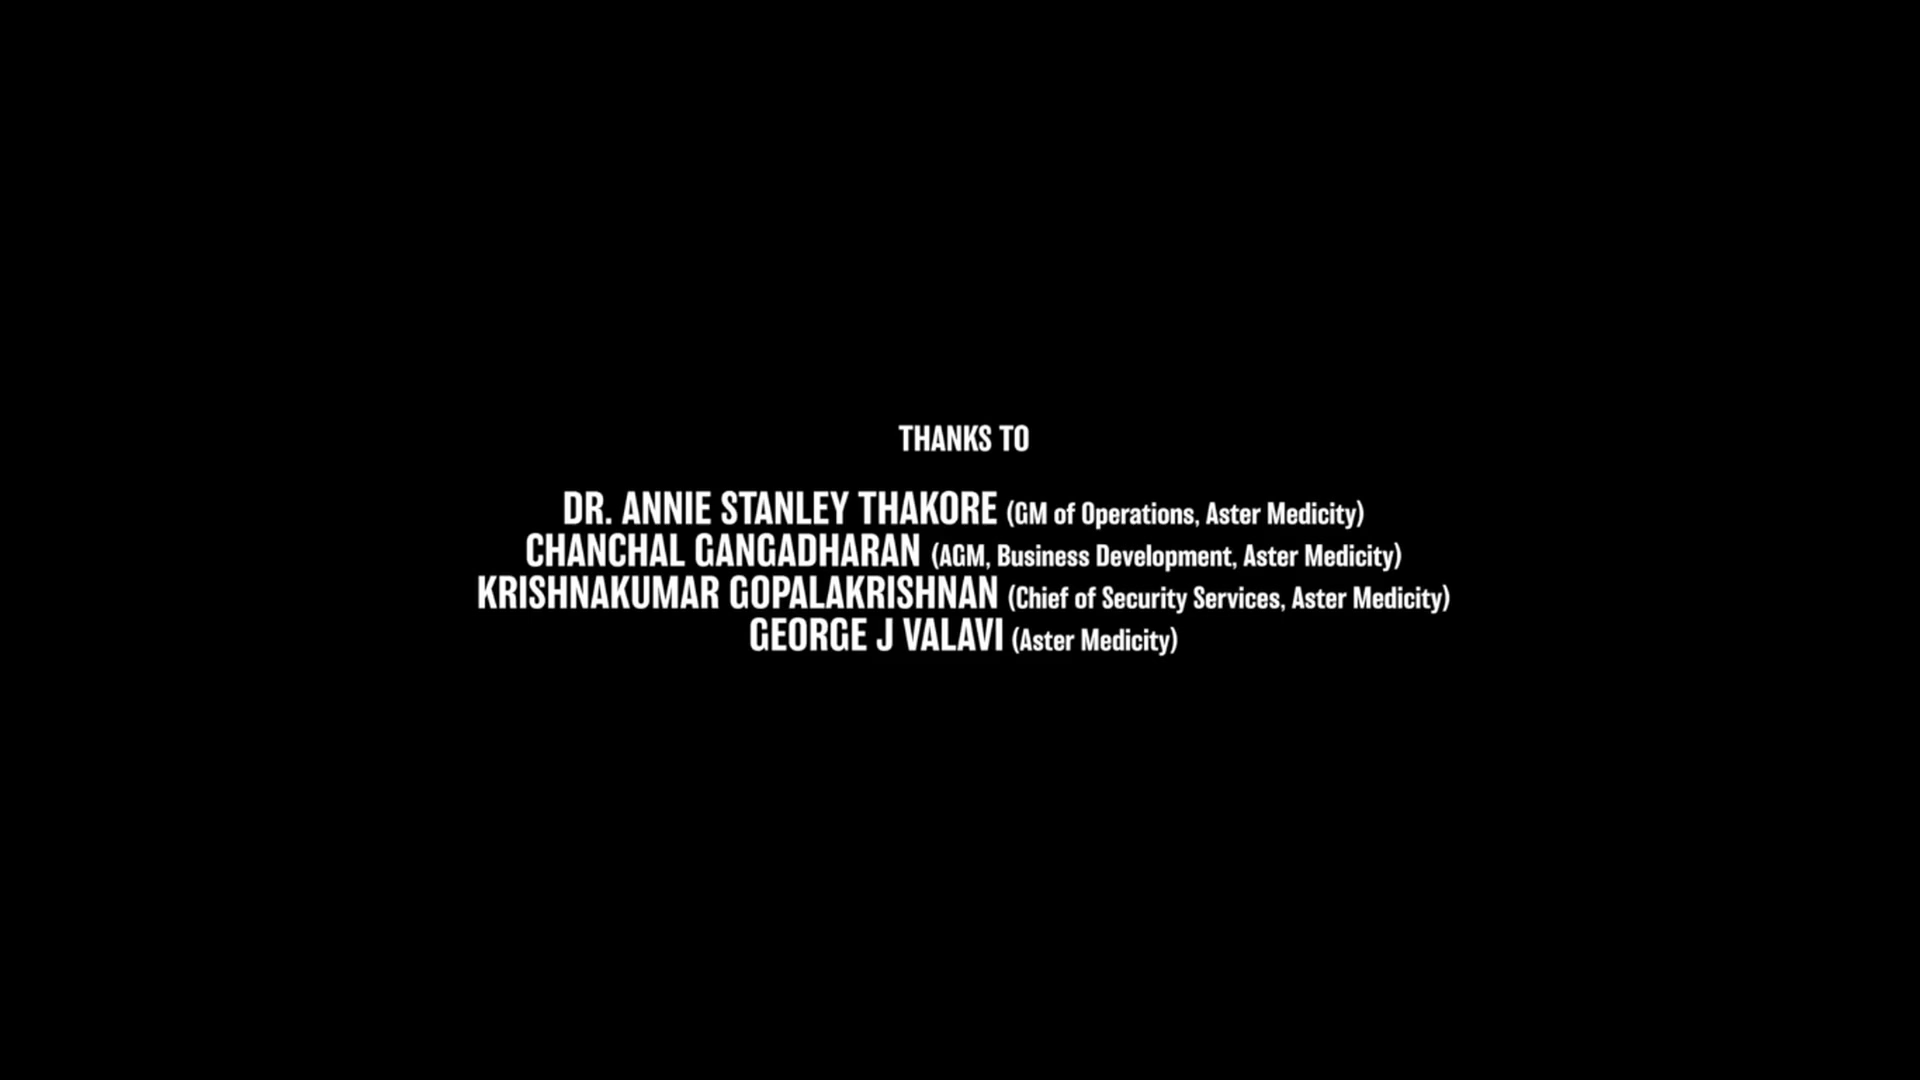 THANKS TO
DR. ANNIE STANLEY THAKORE (GM of Operations, Aster Medicity)
CHANCHAL GANGADHARAN (AGM, Business Development, Aster Medicity)
KRISHNAKUMAR GOPALAKRISHNAN (Chief of Security Services, Aster Medicity)
GEORGE J VALAVI (Aster Medicity)